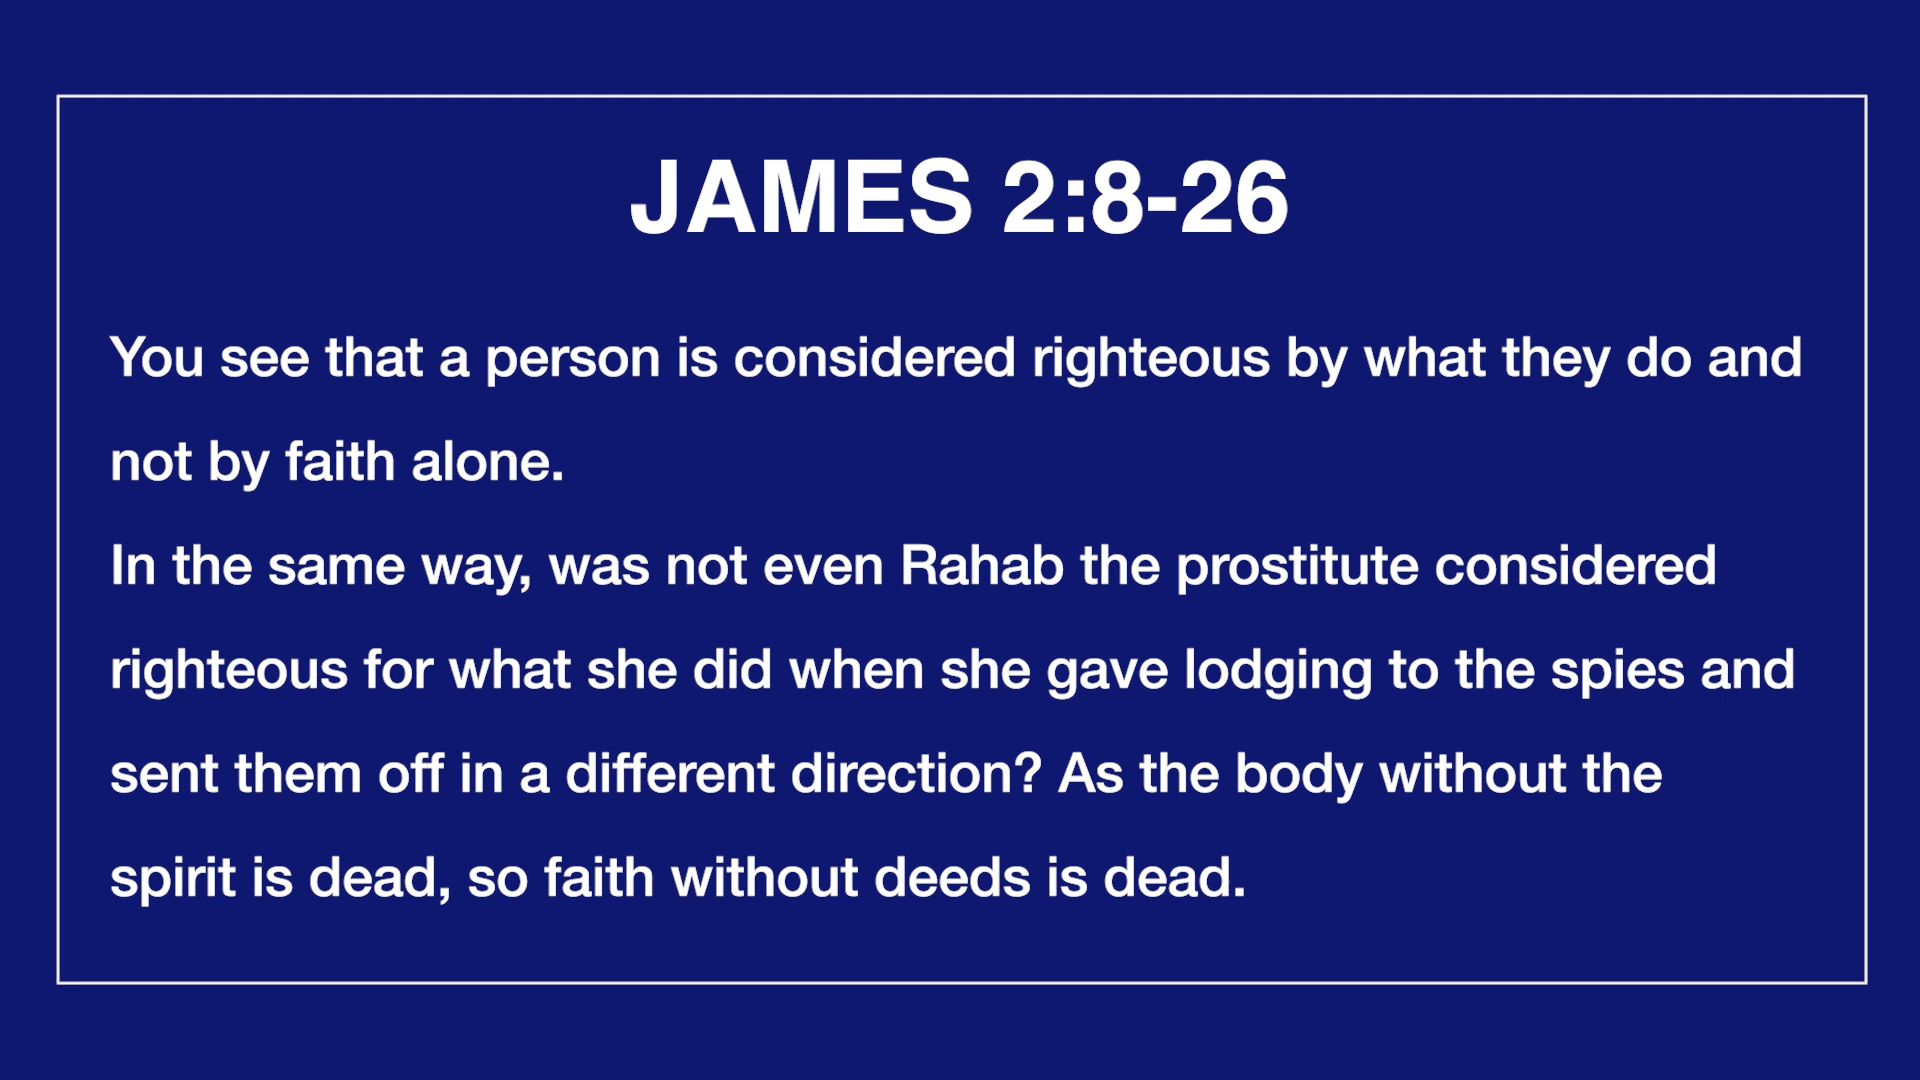 JAMES 2:8-26
You see that a person is considered righteous by what they do and
not by faith alone.
In the same way, was not even Rahab the prostitute considered
righteous for what she did when she gave lodging to the spies and
sent them off in a different direction? As the body without the
spirit is dead, so faith without deeds is dead.